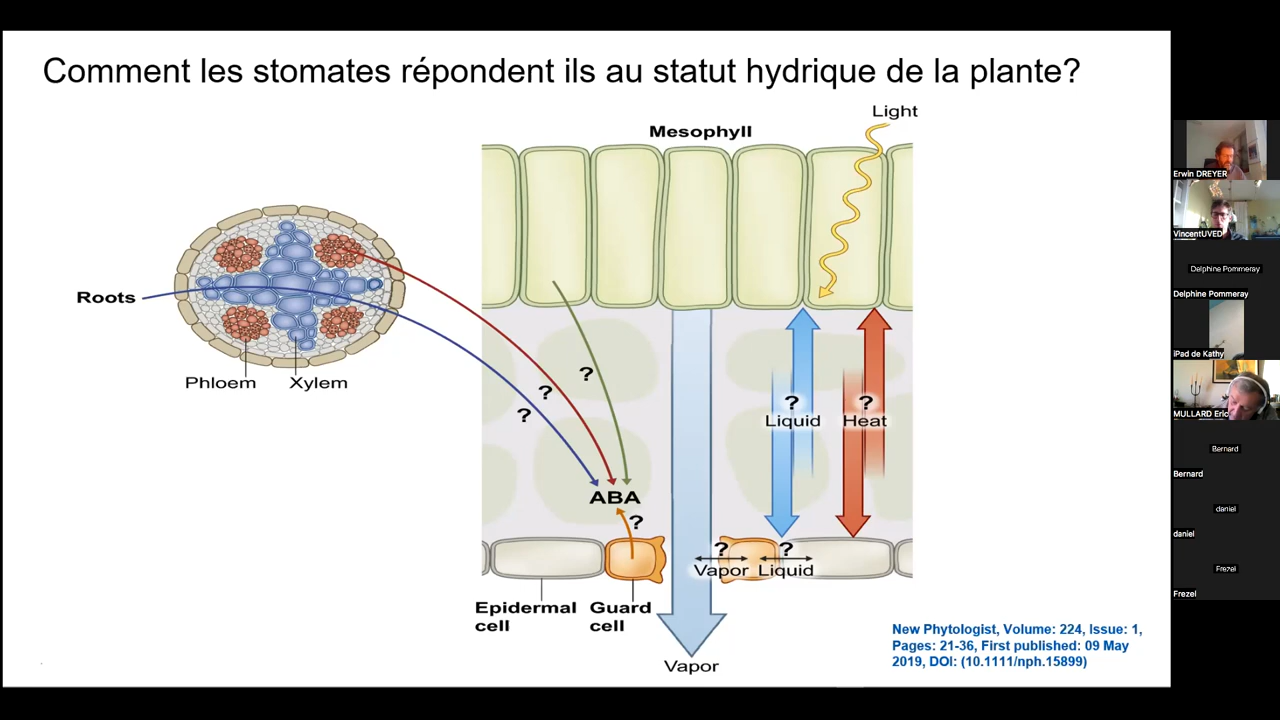 Comment les stomates répondent ils au statut hydrique de la plante?
Light
Mesophyll
Roots
Phloem
Xylem
?
?
?
ABA
?
?
Liquid
?
Heat
?
Vapor
?
Liquid
Epidermal
cell
Guard
cell
Vapor
New Phytologist, Volume: 224, Issue: 1,
Pages: 21-36, First published: 09 May
2019, DOI: (10.1111/nph.15899)
Erwin DREYER
VincentUVED
Delphine Pommeray
Delphine Pommeray
iPad de Kathy
MULLARD Eric
Bernard
Bernard
daniel
daniel
Frezel
Frezel